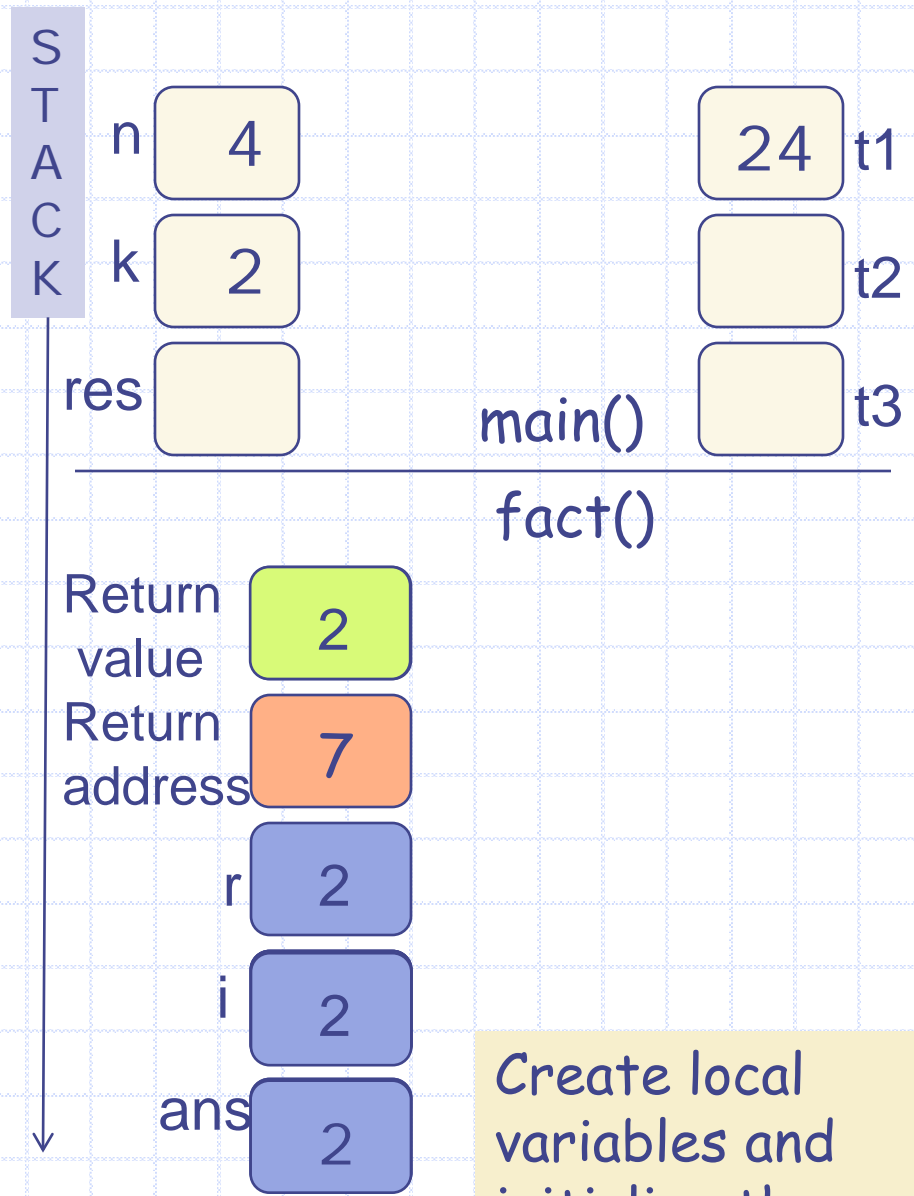 S
T
A
C
K
n 4 24 t1
k 2 t2
res t3
main()
fact()
Return
value 2
Return
address 7
r 2
i 2
ans 2
Create local
variables and